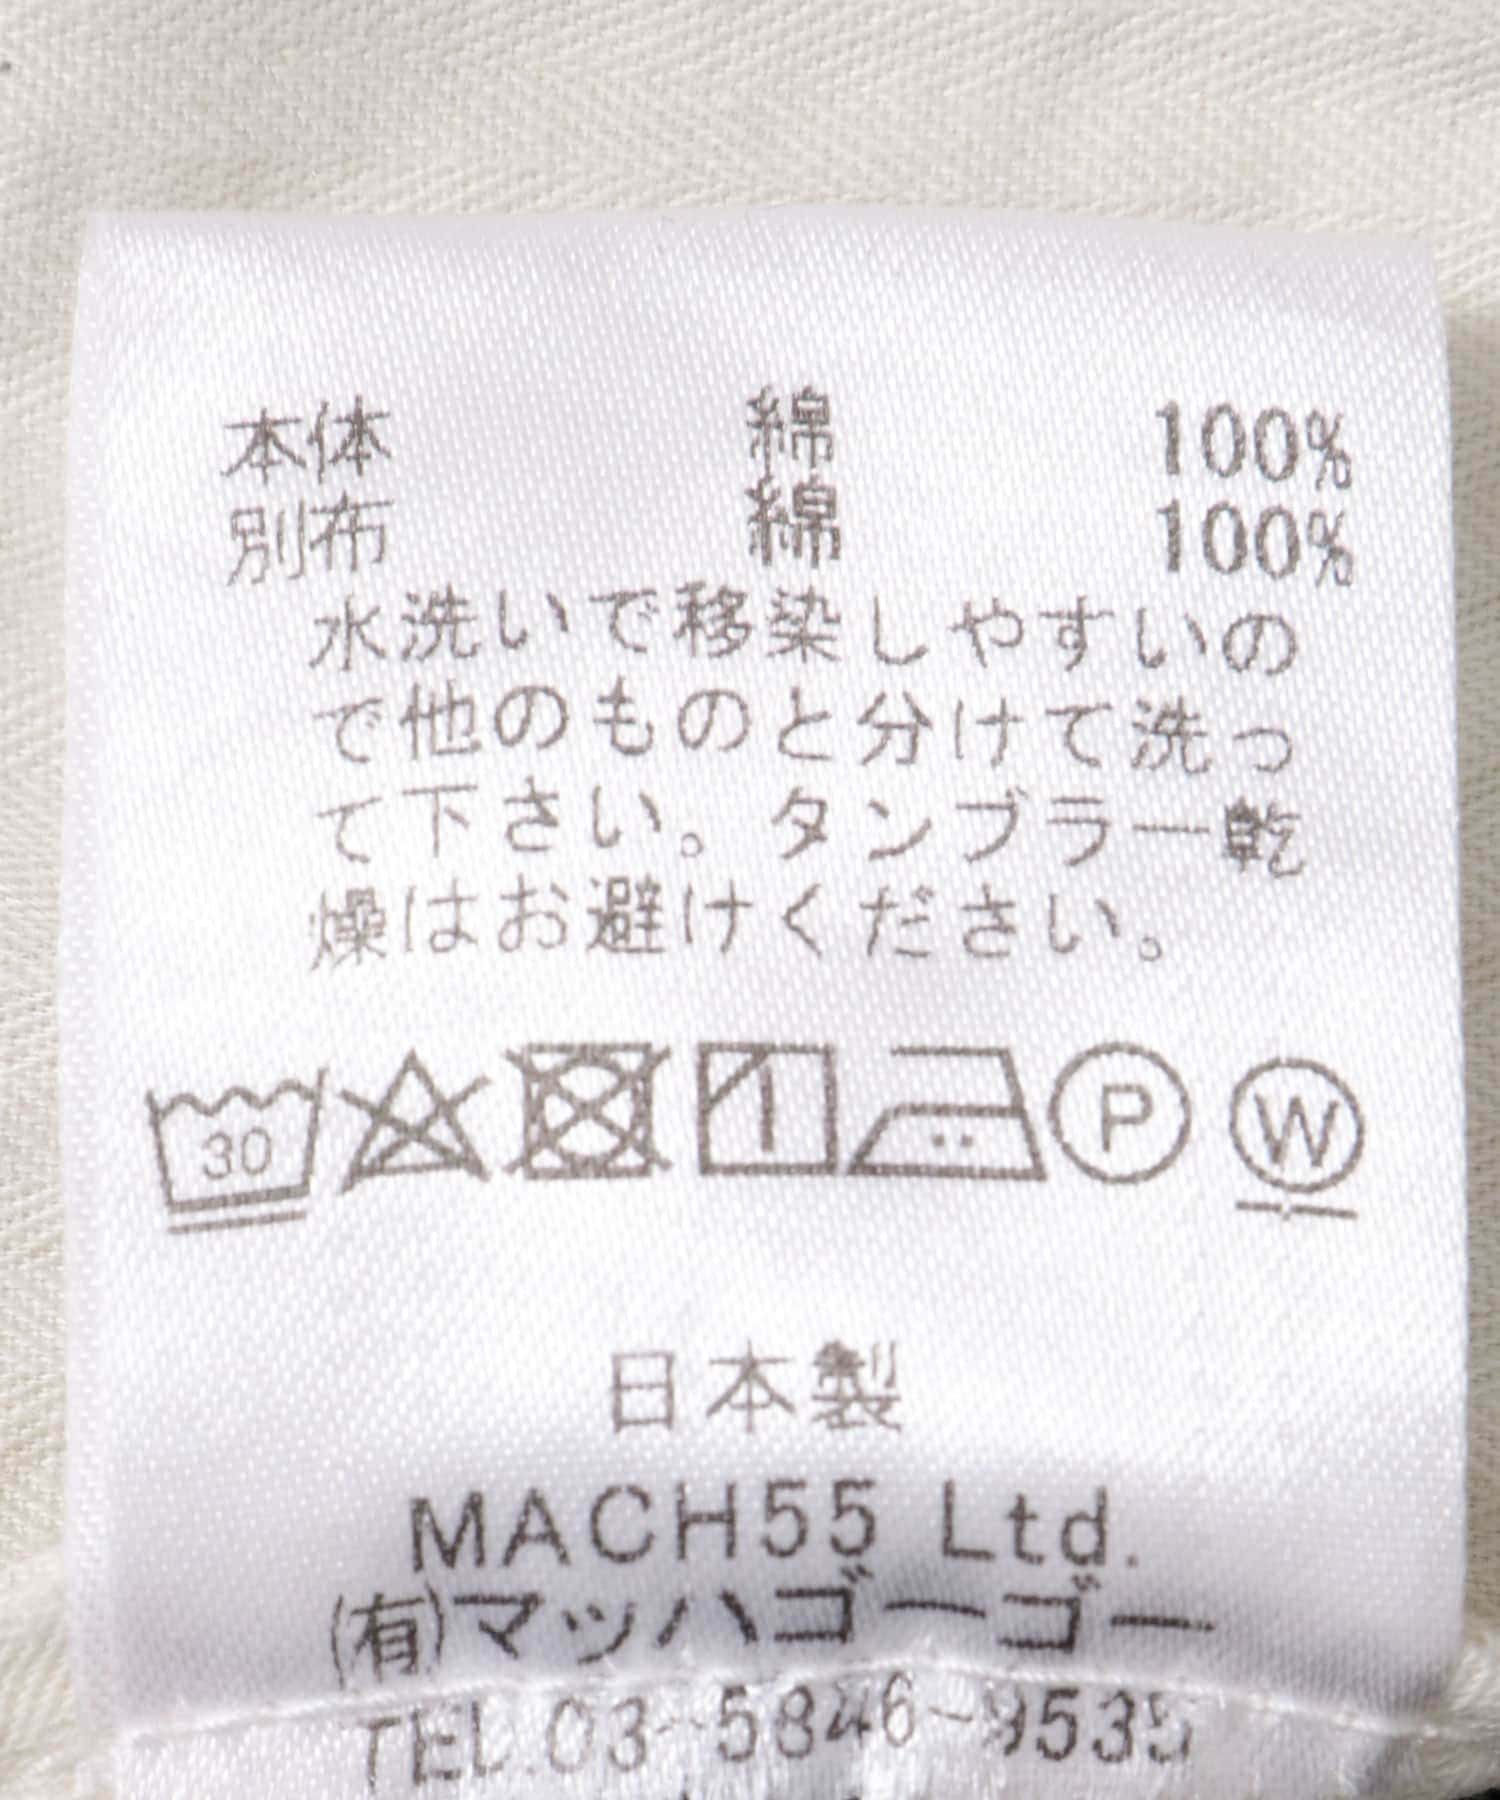 本体 綿 100%
別布 綿 100%
水洗いで移染しやすいの
で他のものと分けて洗っ
て下さい。タンブラー乾
燥はお避けください。
30 P W
日本製
MACH55 Ltd.
(有)マッハゴーゴー
TEL.03-5846-9535